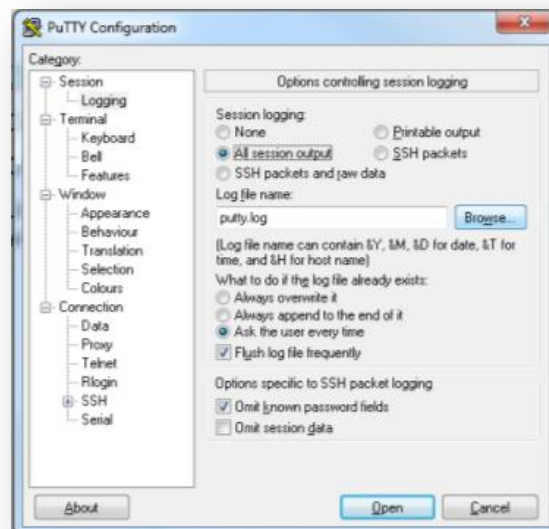 PuTTY Configuration
Category:
Session
Logging
Terminal
Keyboard
Bell
Features
Window
Appearance
Behaviour
Translation
Selection
Colours
Connection
Data
Proxy
Telnet
Rlogin
SSH
Serial
Options controlling session logging
Session logging:
None
Printable output
All session output
SSH packets
SSH packets and raw data
Log file name:
putty.log
Browse...
(Log file name can contain &Y, &M, &D for date, &T for
time, and &H for host name)
What to do if the log file already exists:
Always overwrite it
Always append to the end of it
Ask the user every time
Flush log file frequently
Options specific to SSH packet logging
Omit known password fields
Omit session data
About
Open
Cancel